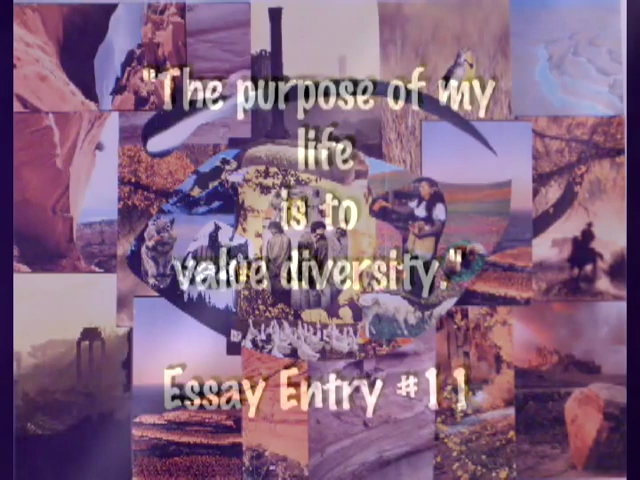 "The purpose of my
life
is to
value diversity."
Essay Entry #11